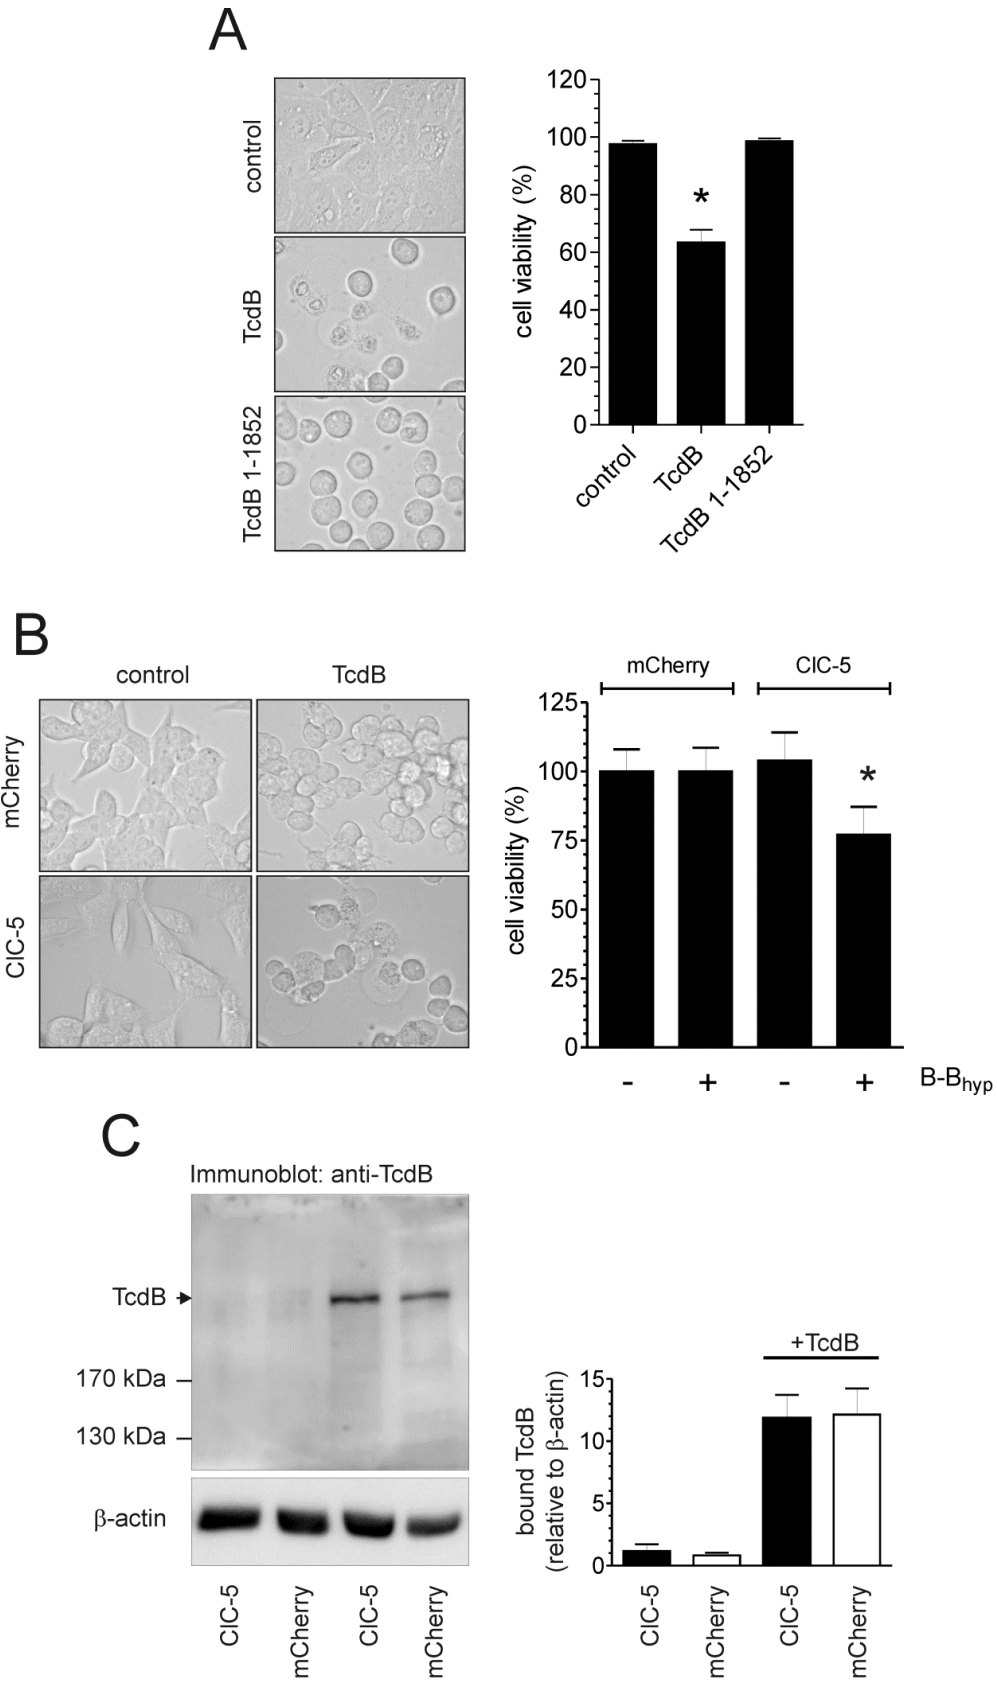 A
control
TcdB
TcdB 1-1852
cell viability (%)
120
100
80
60
40
20
0
*
control
TcdB
TcdB 1-1852
B
control
TcdB
mCherry
ClC-5
mCherry
ClC-5
cell viability (%)
125
100
75
50
25
0
*
- + - + B-Bhyp
C
Immunoblot: anti-TcdB
TcdB
170 kDa
130 kDa
β-actin
ClC-5
mCherry
ClC-5
mCherry
+TcdB
bound TcdB
(relative to β-actin)
15
10
5
0
ClC-5
mCherry
ClC-5
mCherry